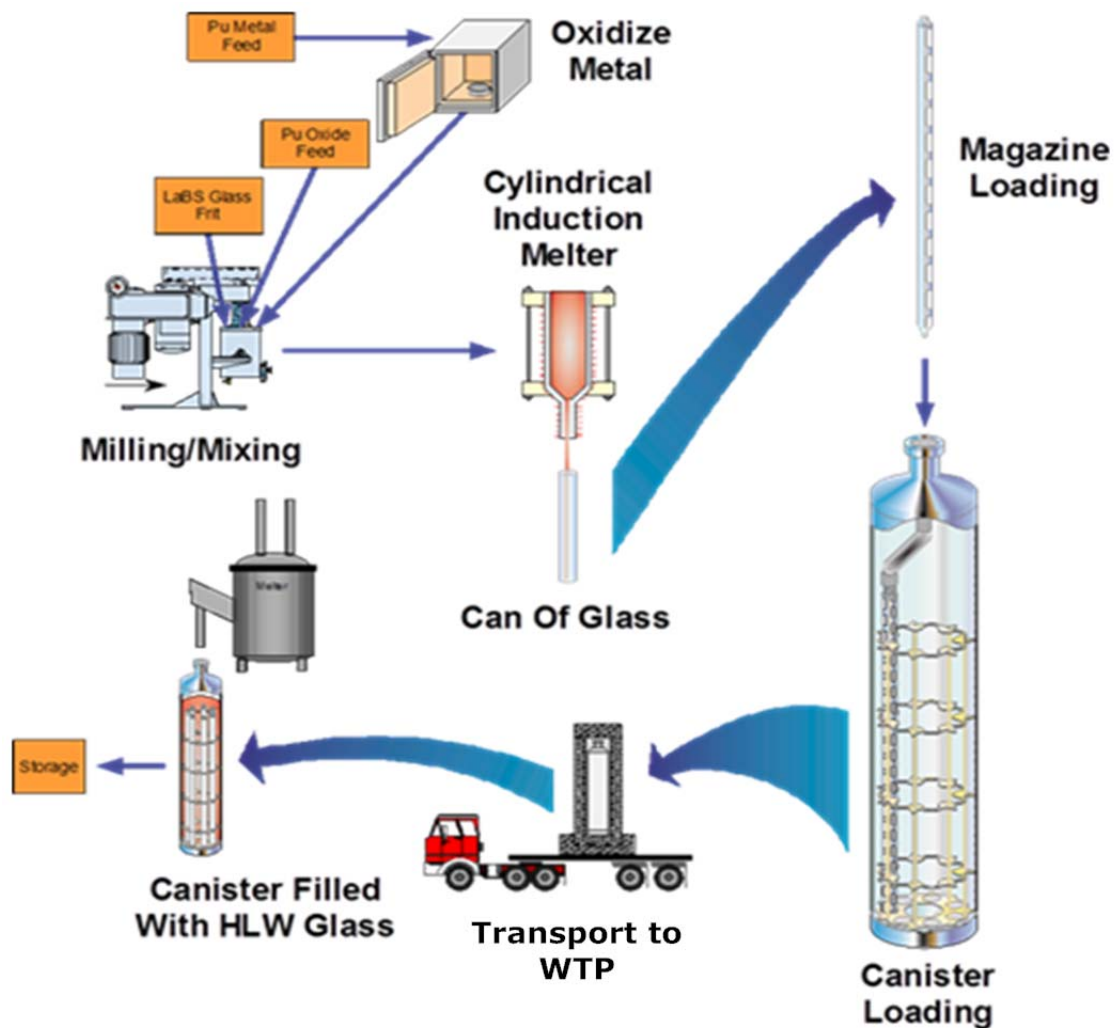 Pu Metal
Feed
Oxidize
Metal
Pu Oxide
Feed
LaBS Glass
Frit
Cylindrical
Induction
Melter
Magazine
Loading
Milling/Mixing
Melter
Can Of Glass
Storage
Canister Filled
With HLW Glass
Transport to
WTP
Canister
Loading